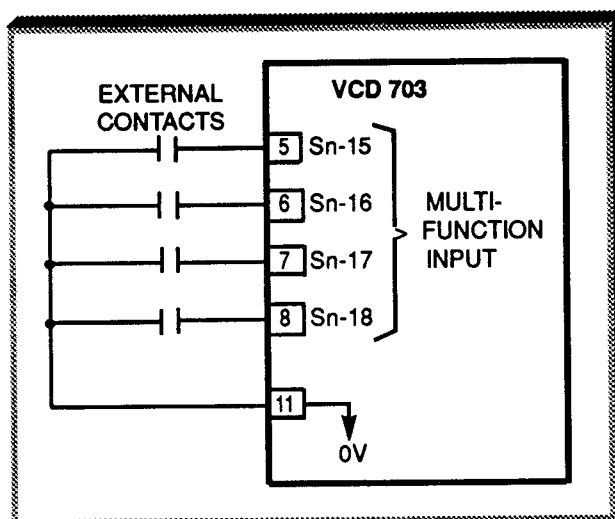 VCD 703
EXTERNAL
CONTACTS
5 Sn-15
6 Sn-16
7 Sn-17
8 Sn-18
MULTI-
FUNCTION
INPUT
11
0V